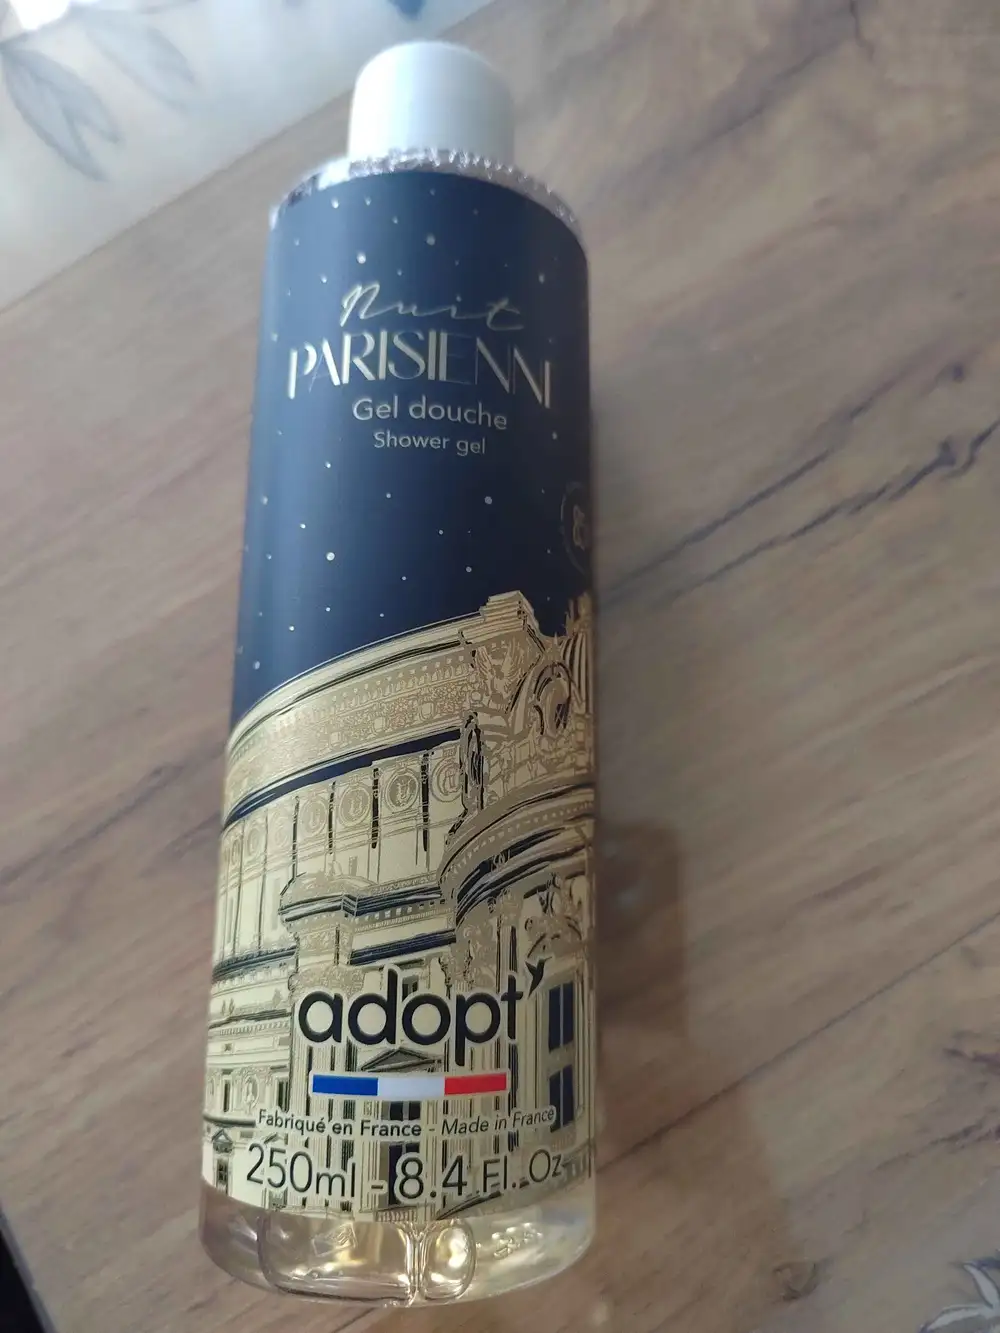 Nuit
PARISIENN
Gel douche
Shower gel
adopt'
Fabriqué en France - Made in France
250ml - 8.4 Fl. Oz